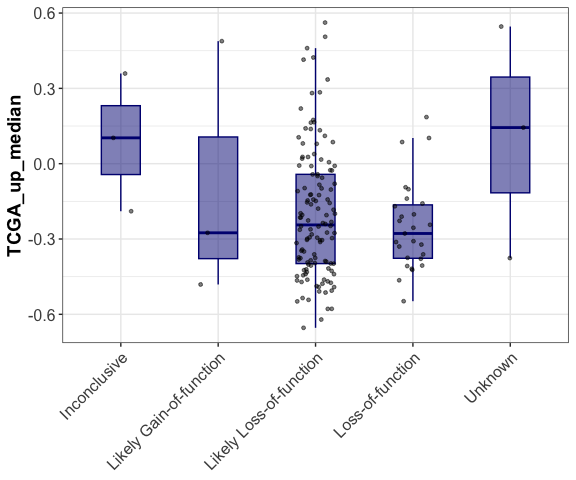 TCGA_up_median
0.6
0.3
0.0
-0.3
-0.6
Inconclusive
Likely Gain-of-function
Likely Loss-of-function
Loss-of-function
Unknown